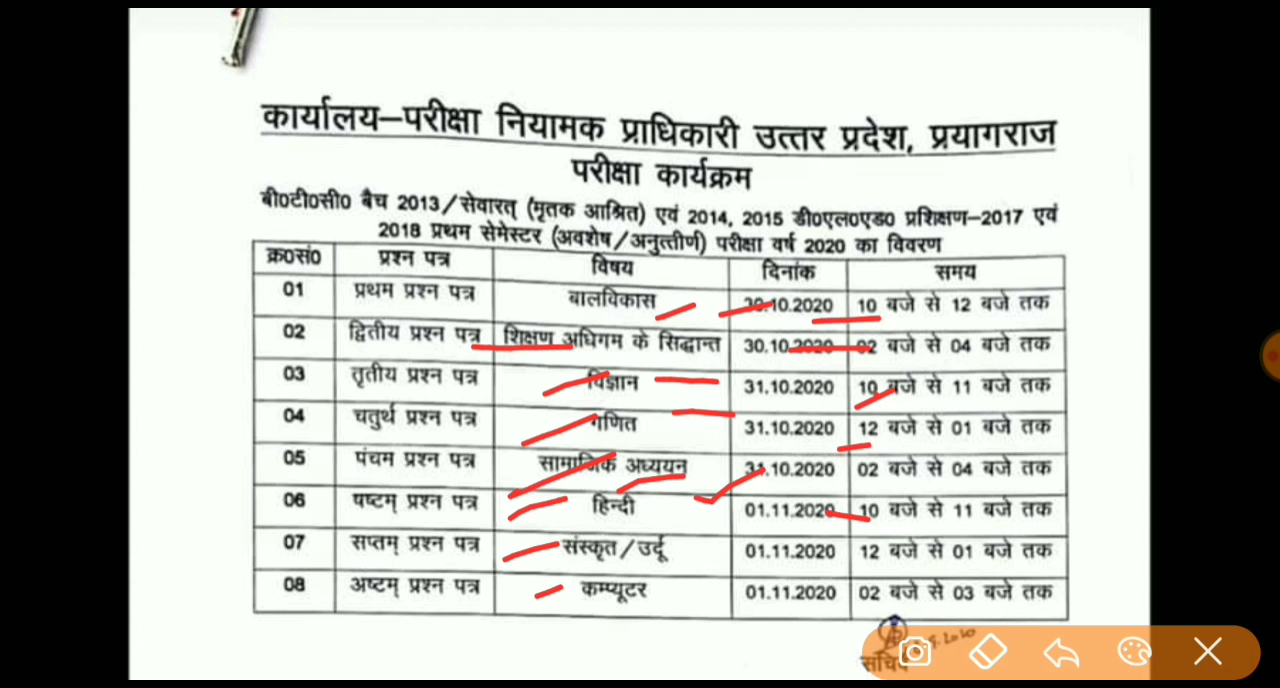 कार्यालय–परीक्षा नियामक प्राधिकारी उत्तर प्रदेश, प्रयागराज
परीक्षा कार्यक्रम
बी0टी0सी0 बैच 2013/सेवारत् (मृतक आश्रित) एवं 2014, 2015 डी0एल0एड0 प्रशिक्षण–2017 एवं
2018 प्रथम सेमेस्टर (अवशेष/अनुत्तीर्ण) परीक्षा वर्ष 2020 का विवरण
क्र0सं0 प्रश्न पत्र विषय दिनांक समय
01 प्रथम प्रश्न पत्र बालविकास 30.10.2020 10 बजे से 12 बजे तक
02 द्वितीय प्रश्न पत्र शिक्षण अधिगम के सिद्धान्त 30.10.2020 02 बजे से 04 बजे तक
03 तृतीय प्रश्न पत्र विज्ञान 31.10.2020 10 बजे से 11 बजे तक
04 चतुर्थ प्रश्न पत्र गणित 31.10.2020 12 बजे से 01 बजे तक
05 पंचम प्रश्न पत्र सामाजिक अध्ययन 31.10.2020 02 बजे से 04 बजे तक
06 षष्टम् प्रश्न पत्र हिन्दी 01.11.2020 10 बजे से 11 बजे तक
07 सप्तम् प्रश्न पत्र संस्कृत/उर्दू 01.11.2020 12 बजे से 01 बजे तक
08 अष्टम् प्रश्न पत्र कम्प्यूटर 01.11.2020 02 बजे से 03 बजे तक
सचिव